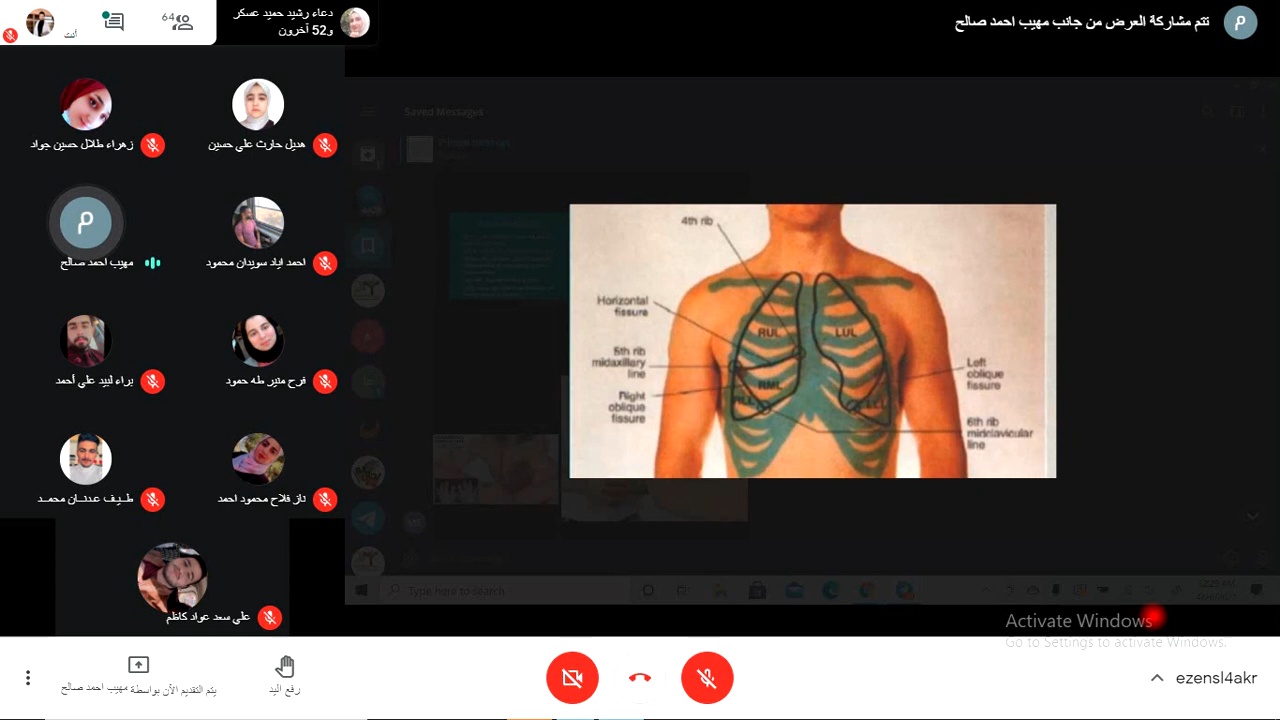 دعاء رشيد حميد عسكر
و52 آخرون
64
أنت
تتم مشاركة العرض من جانب مهيب احمد صالح
م
زهراء طلال حسين جواد
هديل حارث علي حسين
م
مهيب احمد صالح
احمد اياد سويدان محمود
براء لبيد علي أحمد
فرح منير طه حمود
طـيـف عدنــان محمــد
ناز فلاح محمود احمد
علي سعد عواد كاظم
Saved Messages
4th rib
Horizontal
fissure
5th rib
midaxillary
line
Right
oblique
fissure
RUL
LUL
RML
Left
oblique
fissure
6th rib
midclavicular
line
Type here to search
Activate Windows
Go to Settings to activate Windows.
يتم التقديم الآن بواسطة مهيب احمد صالح
رفع اليد
ezensl4akr